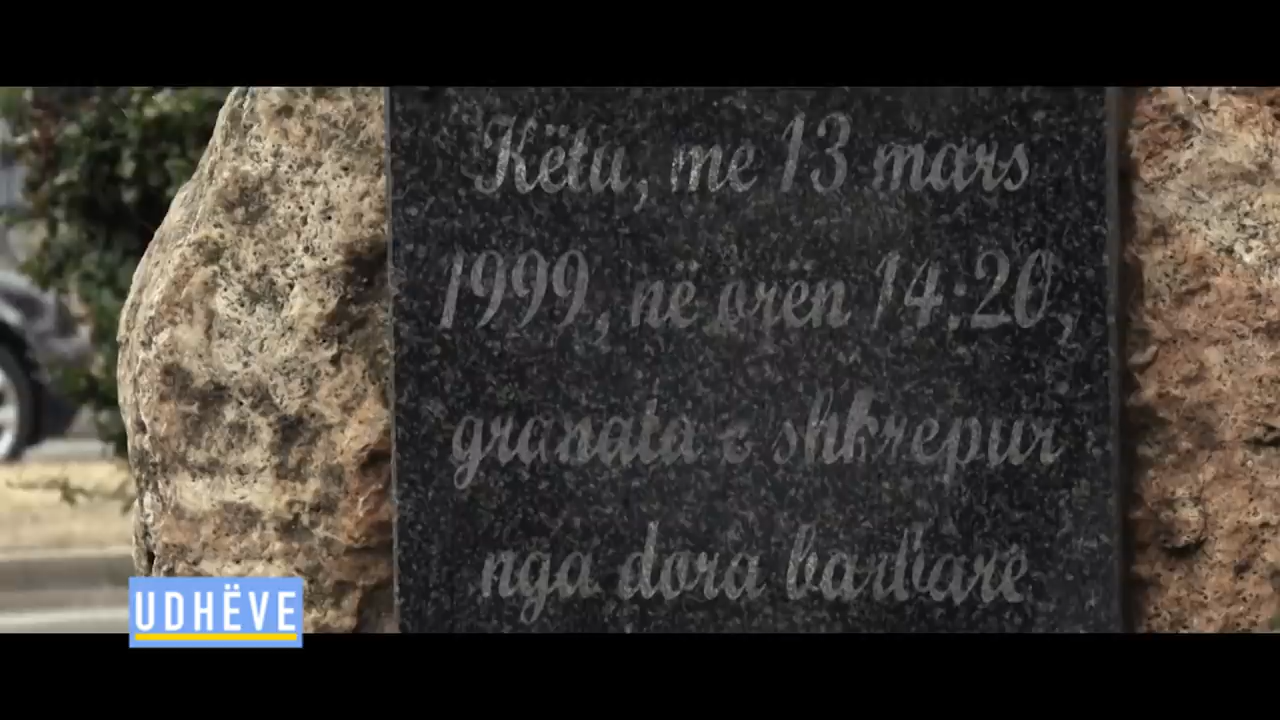 Këtu, me 13 mars
1999, në orën 14:20,
granata e shkrepur
nga dora barbare
UDHËVE